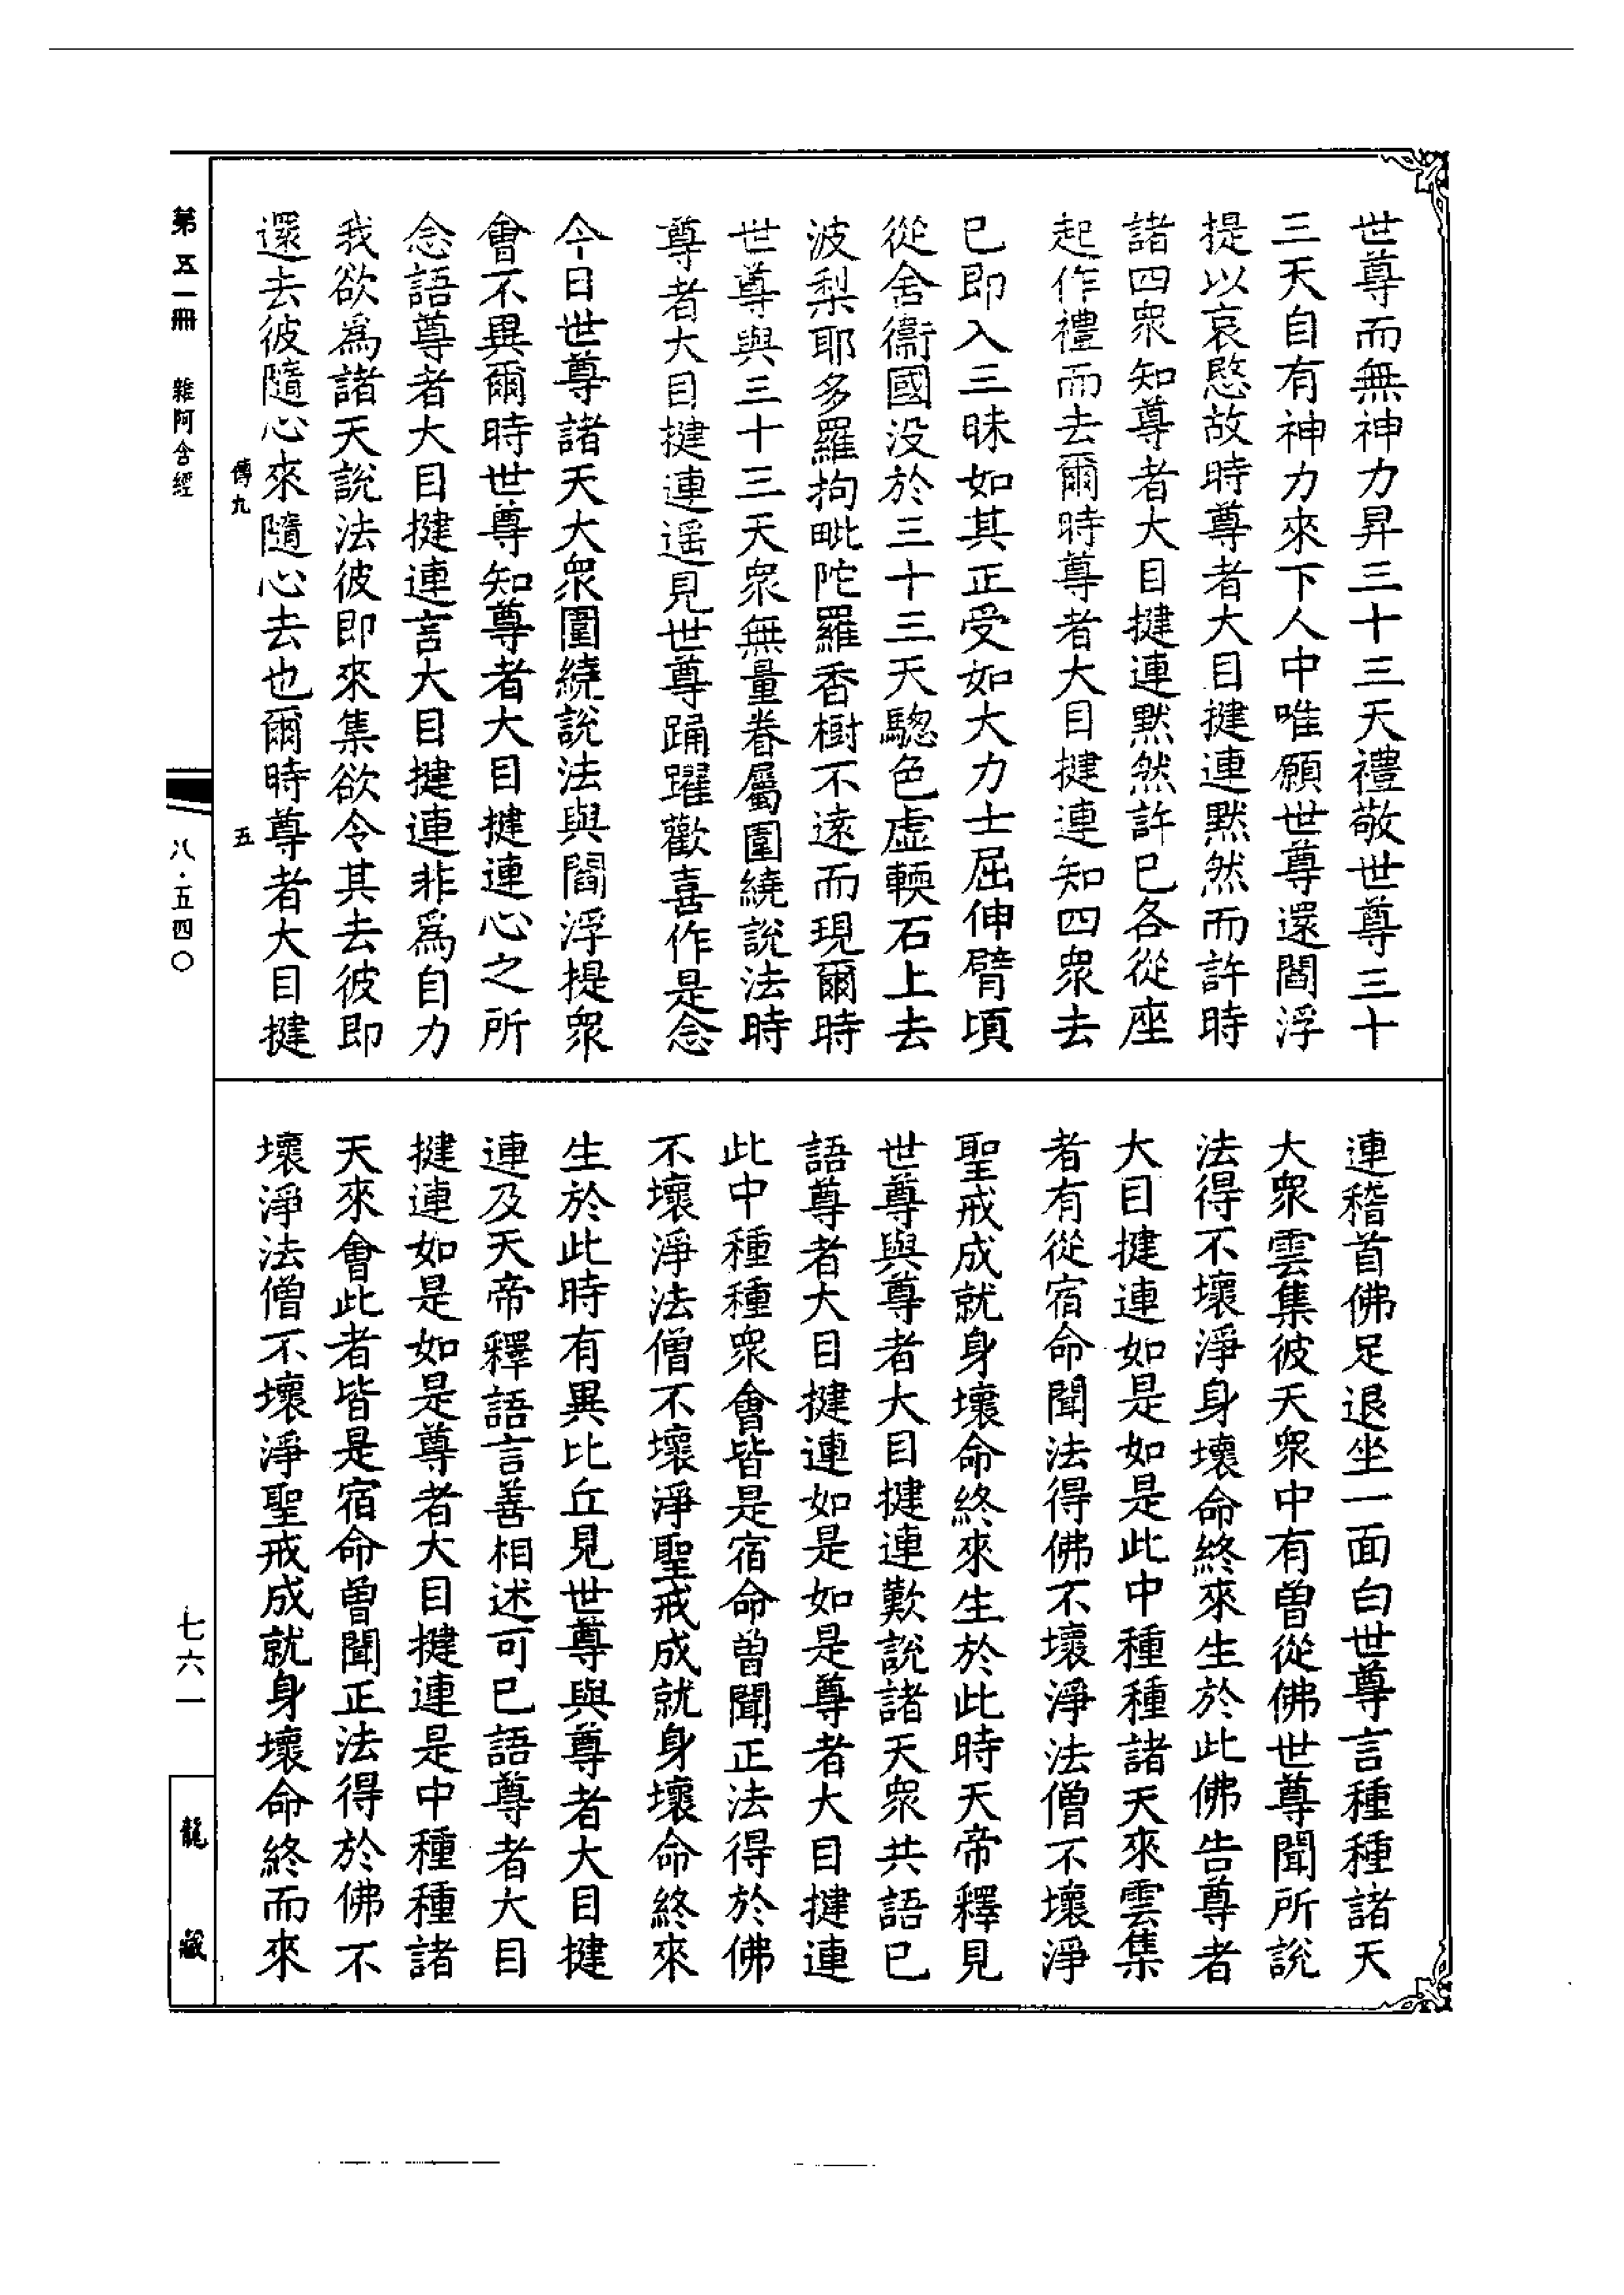 世尊而無神力昇三十三天禮敬世尊三十
三天自有神力來下人中唯願世尊還閻浮
提以哀愍故時尊者大目揵連默然而許時
諸四衆知尊者大目揵連默然許已各從座
起作禮而去爾時尊者大目揵連知四衆去
已即入三昧如其正受如大力士屈伸臂頃
從舍衞國没於三十三天驄色虛輭石上去
波梨耶多羅拘毗陀羅香樹不遠而現爾時
世尊與三十三天衆無量眷屬圍繞說法時
尊者大目揵連遥見世尊踊躍歡喜作是念
今日世尊諸天大衆圍繞說法與閻浮提衆
會不異爾時世尊知尊者大目揵連心之所
念語尊者大目揵連言大目揵連非爲自力
我欲爲諸天說法彼即來集欲令其去彼即
還去彼隨心來隨心去也爾時尊者大目揵
連稽首佛足退坐一面白世尊言種種諸天
大衆雲集彼天衆中有曾從佛世尊聞所說
法得不壞淨身壞命終來生於此佛告尊者
大目揵連如是如是此中種種諸天來雲集
者有從宿命聞法得佛不壞淨法僧不壞淨
聖戒成就身壞命終來生於此時天帝釋見
世尊與尊者大目揵連歎說諸天衆共語已
語尊者大目揵連如是如是尊者大目揵連
此中種種衆會皆是宿命曾聞正法得於佛
不壞淨法僧不壞淨聖戒成就身壞命終來
生於此時有異比丘見世尊與尊者大目揵
連及天帝釋語言善相述可已語尊者大目
揵連如是如是尊者大目揵連是中種種諸
天來會此者皆是宿命曾聞正法得於佛不
壞淨法僧不壞淨聖戒成就身壞命終而來
傳九 五
第五一冊 雜阿含經 八·五四〇 七六一 龍藏